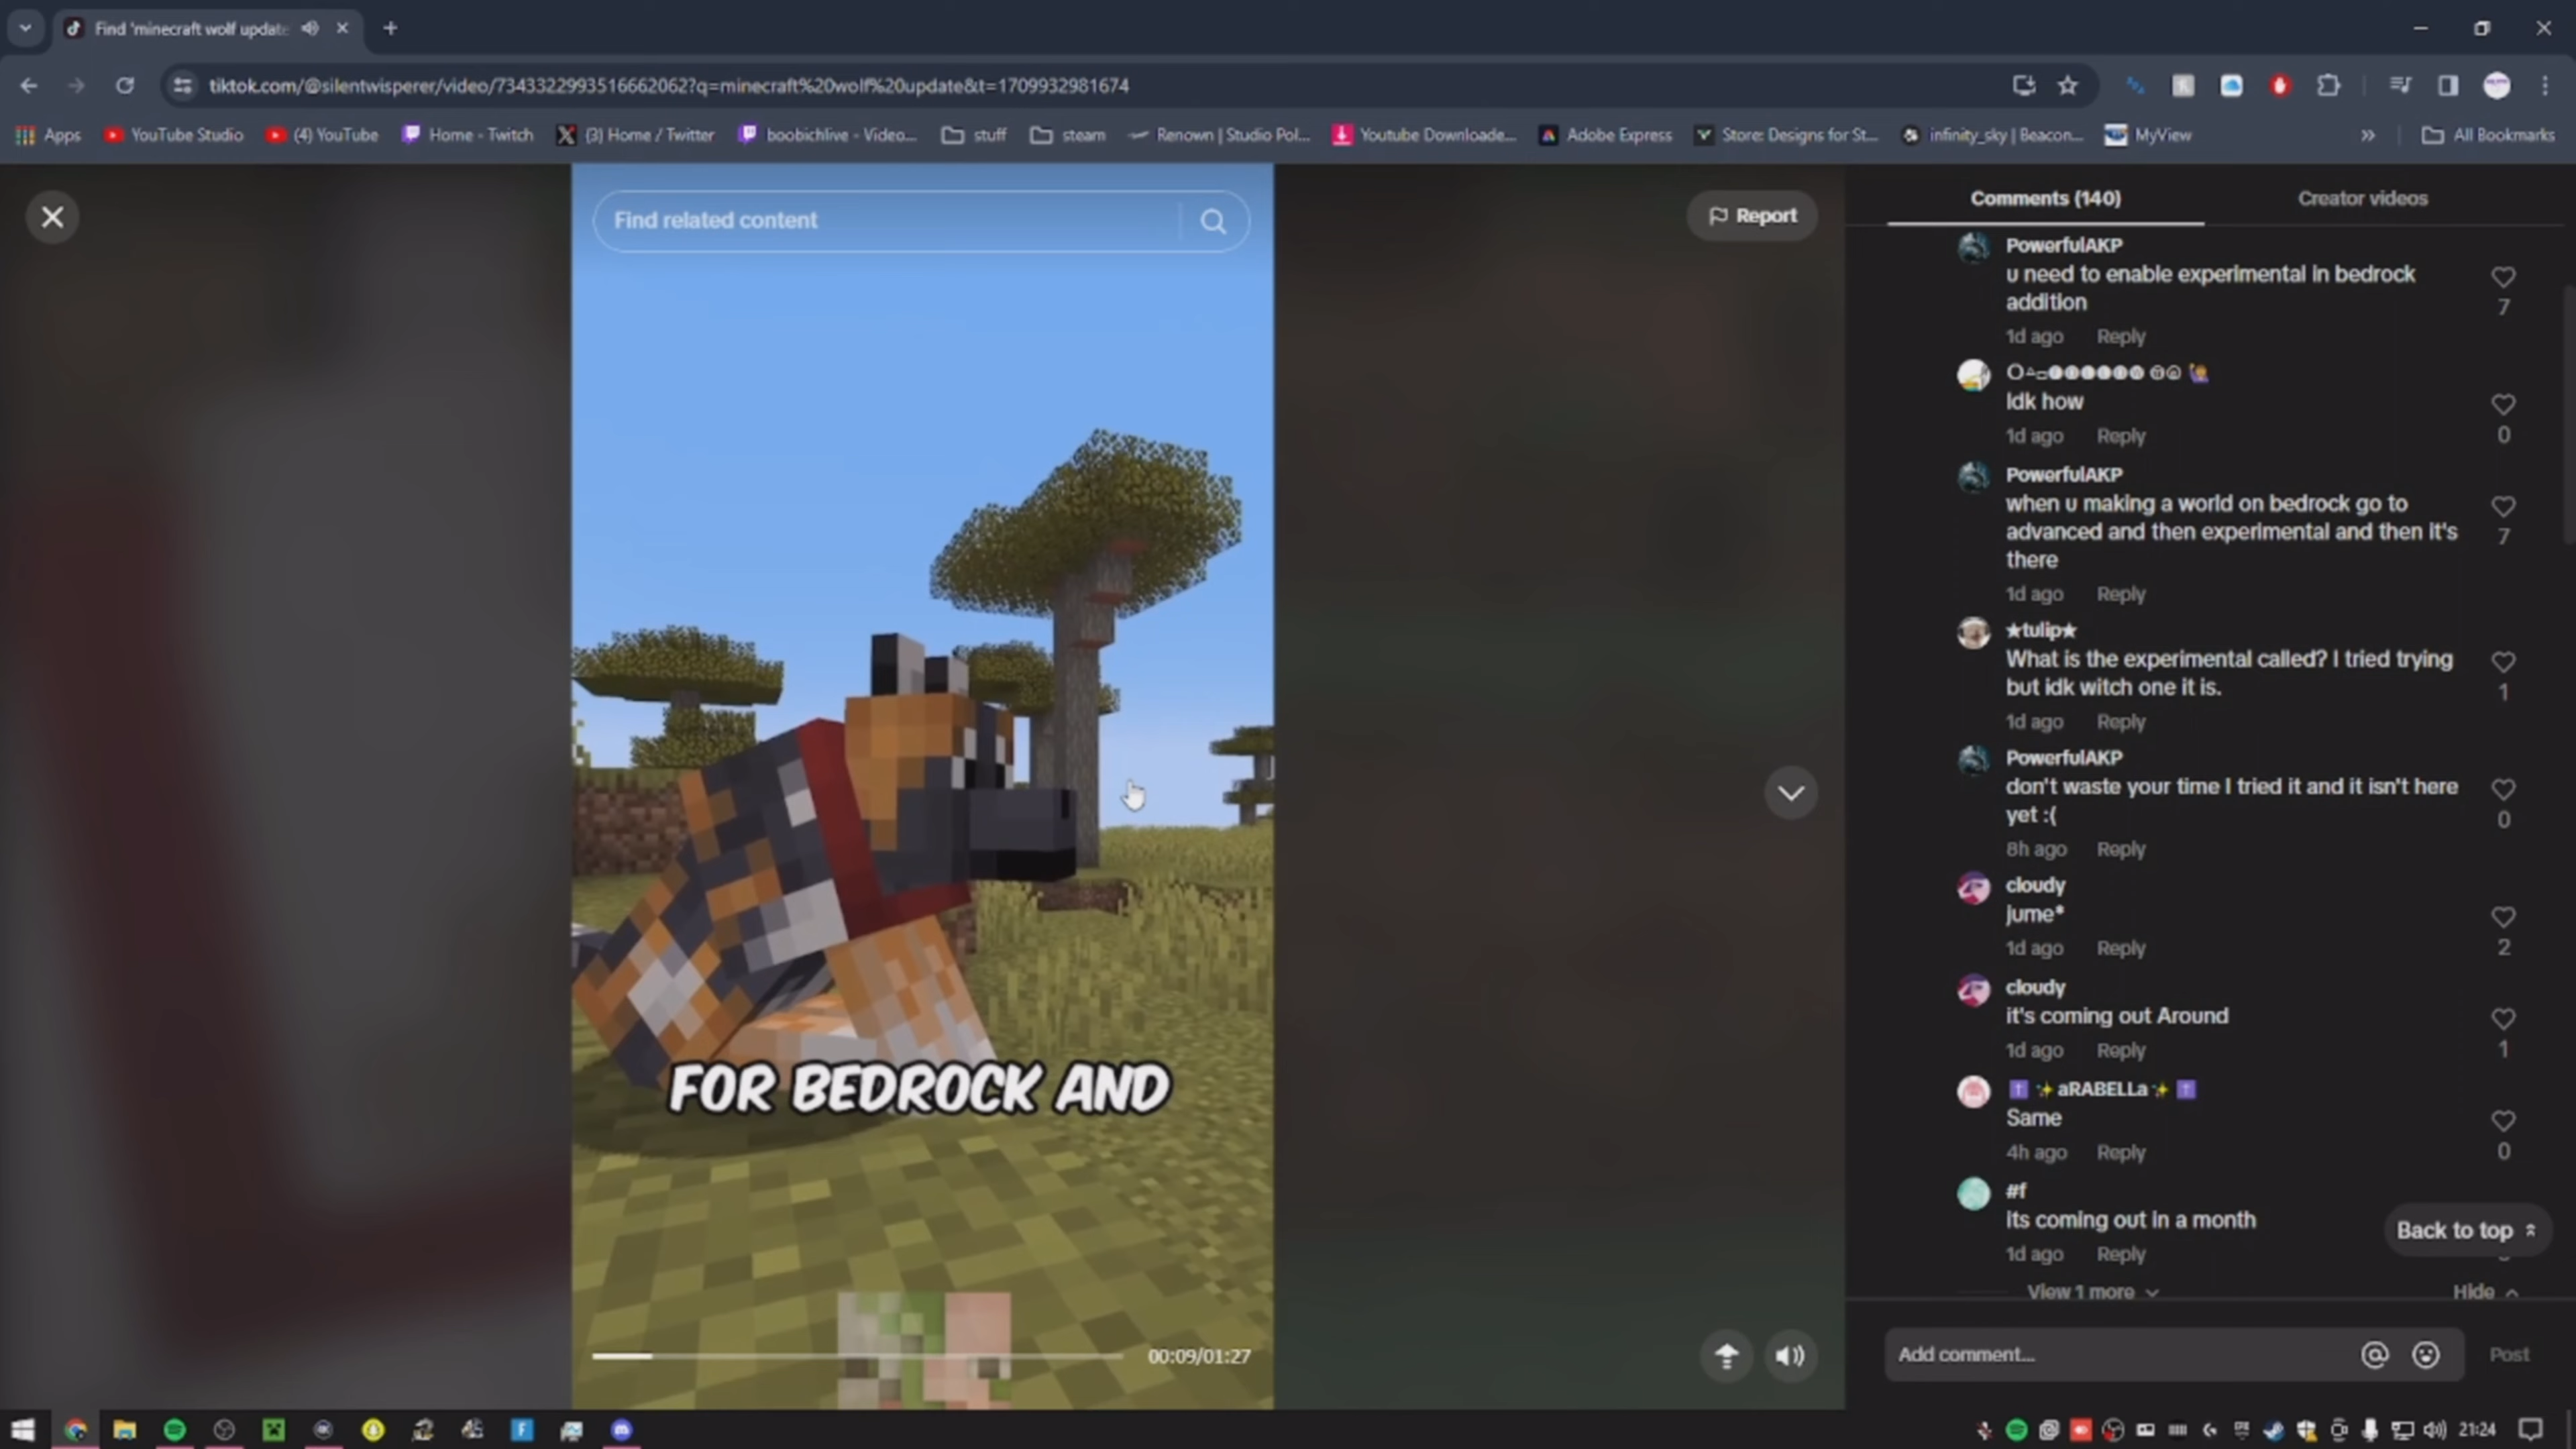 Find 'minecraft wolf update
tiktok.com/@silentwisperer/video/7343322993516662062?q=minecraft%20wolf%20update&t=1709932981674
Apps
YouTube Studio
(4) YouTube
Home - Twitch
(3) Home / Twitter
boobichlive - Video...
stuff
steam
Renown | Studio Pol...
Youtube Downloade...
Adobe Express
Store: Designs for St...
infinity_sky | Beacon...
MyView
All Bookmarks
Find related content
Report
FOR BEDROCK AND
00:09/01:27
Comments (140)
Creator videos
PowerfulAKP
u need to enable experimental in bedrock
addition
7
1d ago Reply
Idk how
0
1d ago Reply
PowerfulAKP
when u making a world on bedrock go to
advanced and then experimental and then it's
there
7
1d ago Reply
★tulip★
What is the experimental called? I tried trying
but idk witch one it is.
1
1d ago Reply
PowerfulAKP
don't waste your time I tried it and it isn't here
yet :(
0
8h ago Reply
cloudy
jume*
2
1d ago Reply
cloudy
it's coming out Around
1
1d ago Reply
✝️✨aRABELLa✨✝️
Same
0
4h ago Reply
#f
Its coming out in a month
1d ago Reply
Back to top
View 1 more
Hide
Add comment...
Post
21:24